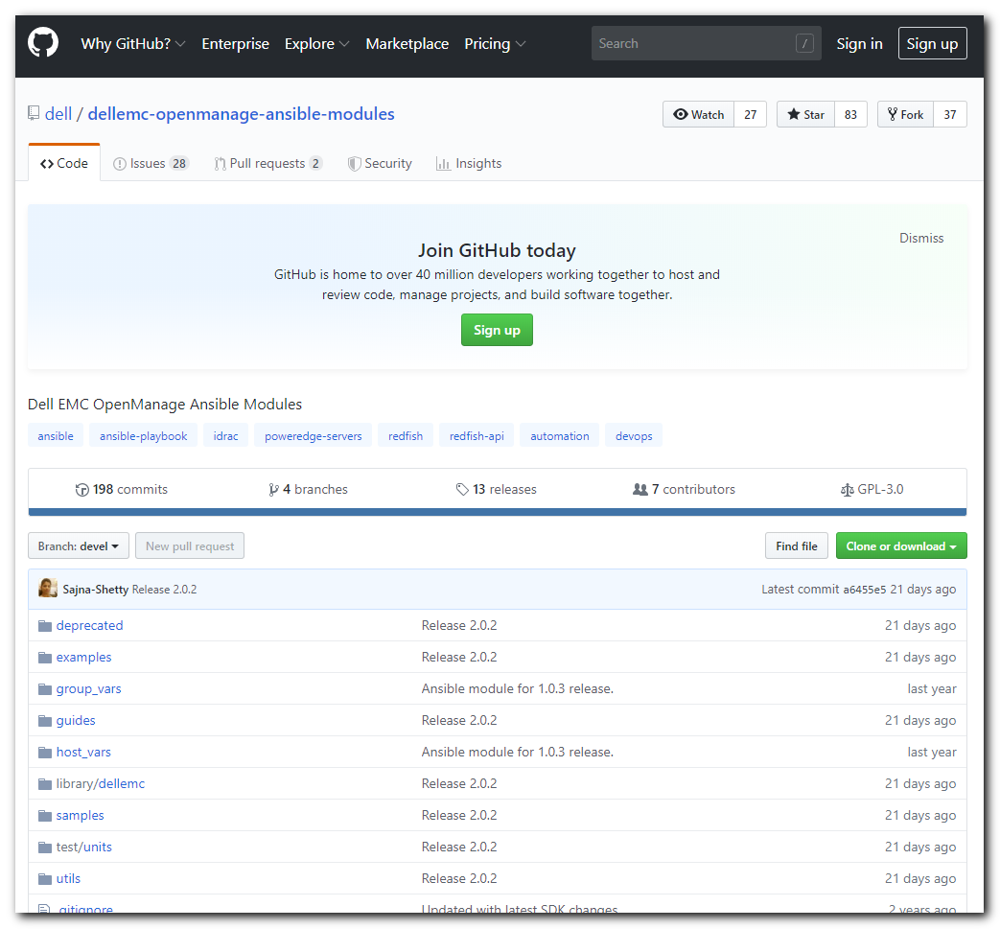 Why GitHub? Enterprise Explore Marketplace Pricing Search / Sign in Sign up
dell / dellemc-openmanage-ansible-modules Watch 27 Star 83 Fork 37
Code Issues 28 Pull requests 2 Security Insights
Dismiss
Join GitHub today
GitHub is home to over 40 million developers working together to host and
review code, manage projects, and build software together.
Sign up
Dell EMC OpenManage Ansible Modules
ansible ansible-playbook idrac poweredge-servers redfish redfish-api automation devops
198 commits 4 branches 13 releases 7 contributors GPL-3.0
Branch: devel New pull request Find file Clone or download
Sajna-Shetty Release 2.0.2 Latest commit a6455e5 21 days ago
deprecated Release 2.0.2 21 days ago
examples Release 2.0.2 21 days ago
group_vars Ansible module for 1.0.3 release. last year
guides Release 2.0.2 21 days ago
host_vars Ansible module for 1.0.3 release. last year
library/dellemc Release 2.0.2 21 days ago
samples Release 2.0.2 21 days ago
test/units Release 2.0.2 21 days ago
utils Release 2.0.2 21 days ago
.gitignore Updated with latest SDK changes 2 years ago